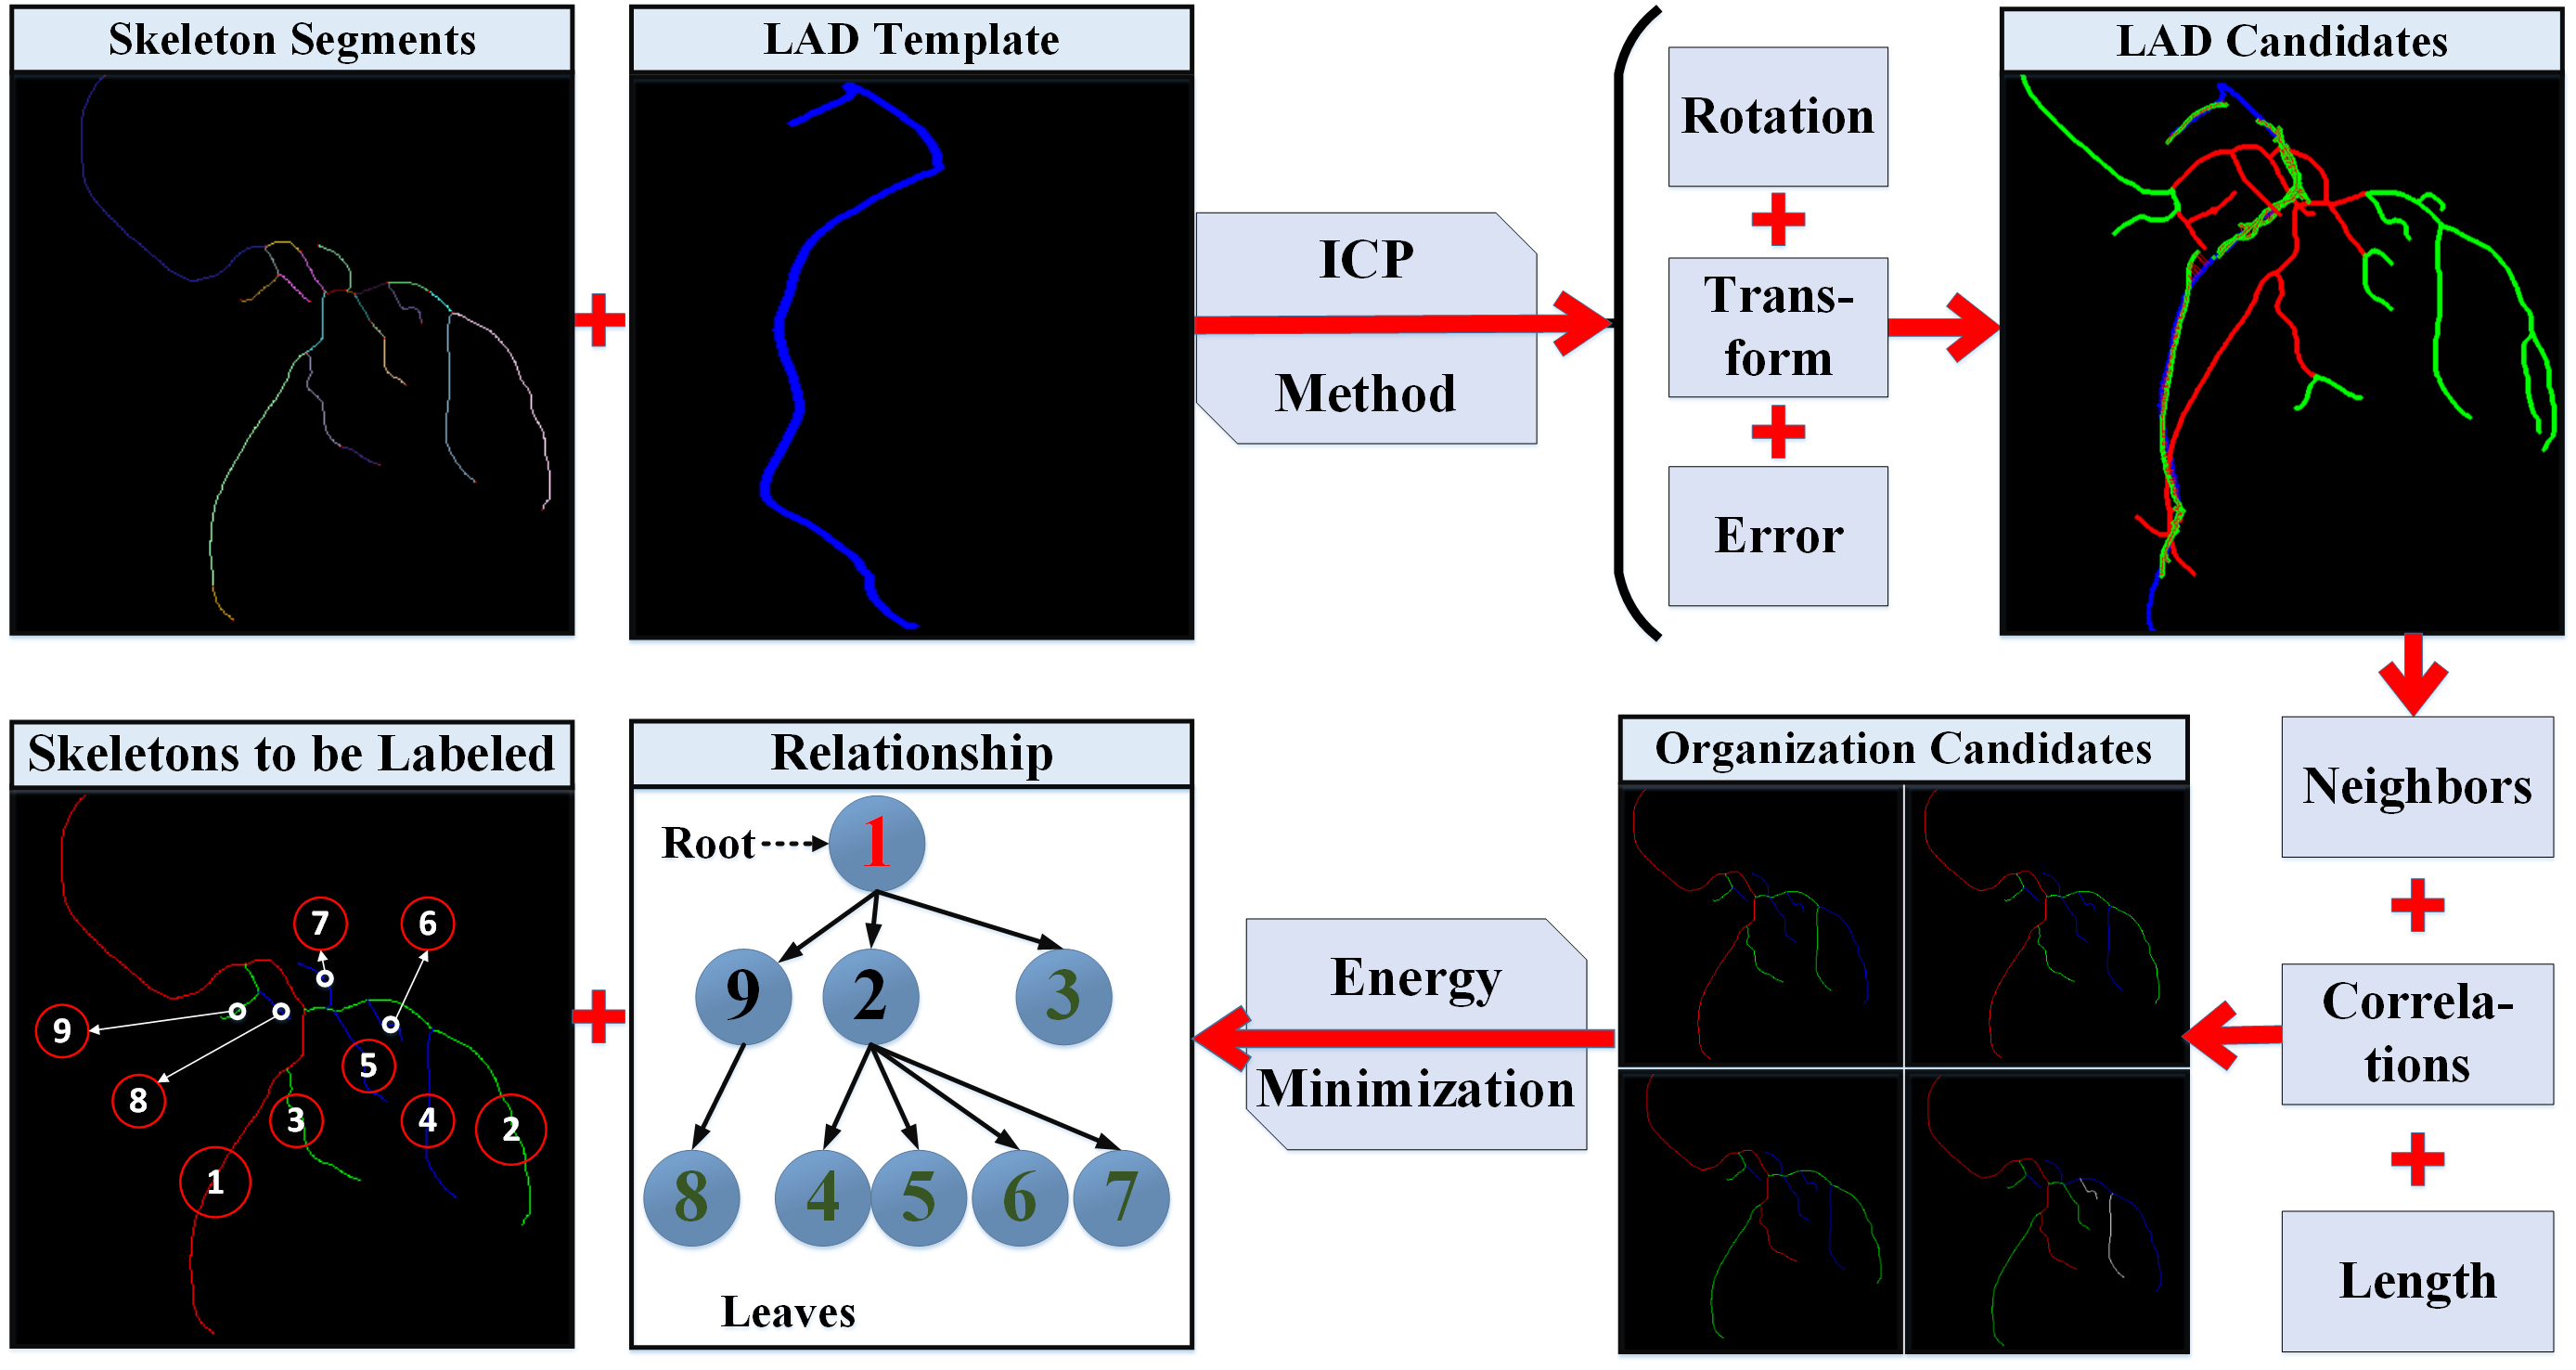 Skeleton Segments
LAD Template
ICP
Method
Rotation
Trans-
form
Error
LAD Candidates
Skeletons to be Labeled
7
6
9
8
5
3
4
2
1
Relationship
Root
1
9
2
3
8
4
5
6
7
Leaves
Energy
Minimization
Organization Candidates
Neighbors
Correla-
tions
Length